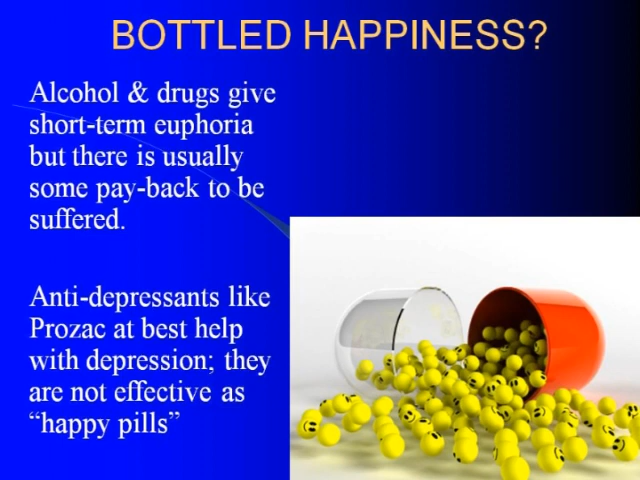 BOTTLED HAPPINESS?
Alcohol & drugs give
short-term euphoria
but there is usually
some pay-back to be
suffered.
Anti-depressants like
Prozac at best help
with depression; they
are not effective as
“happy pills”